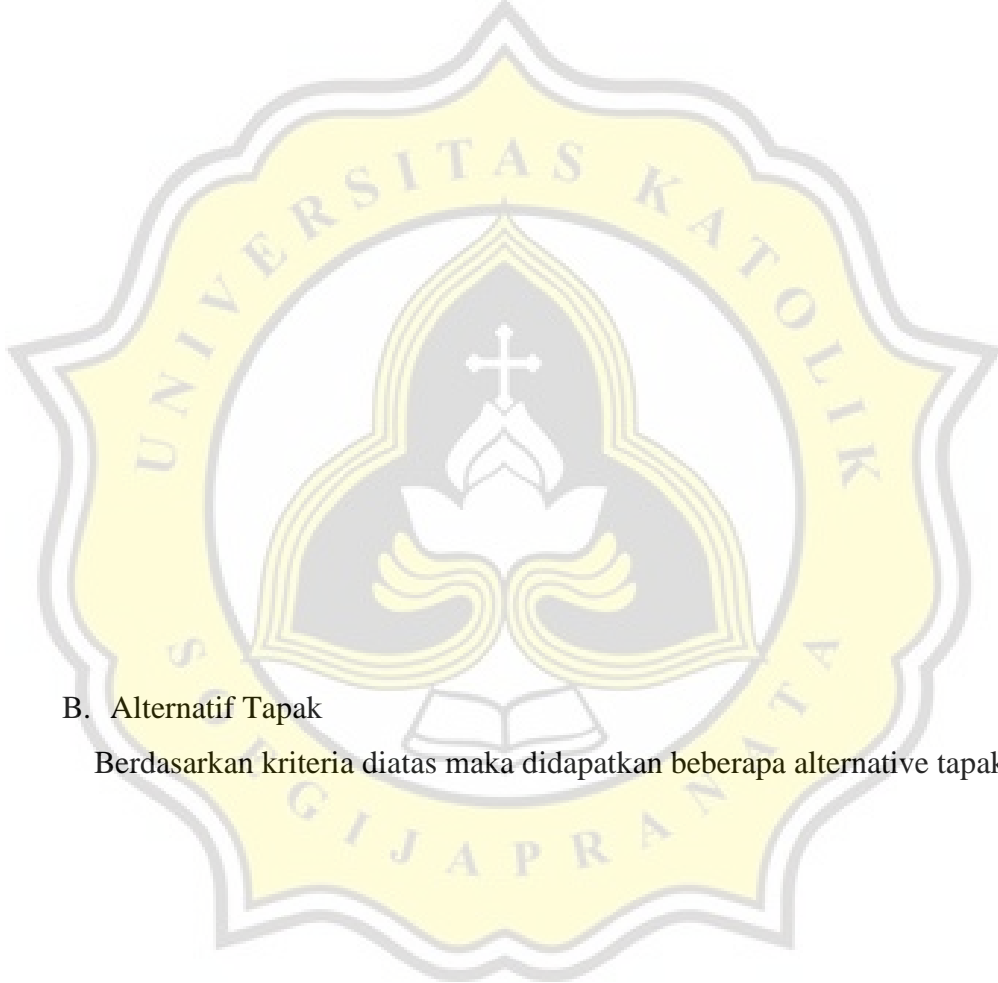 UNIVERSITAS KATOLIK
B. Alternatif Tapak
Berdasarkan kriteria diatas maka didapatkan beberapa alternative tapak
SOEGIJAPRANATA